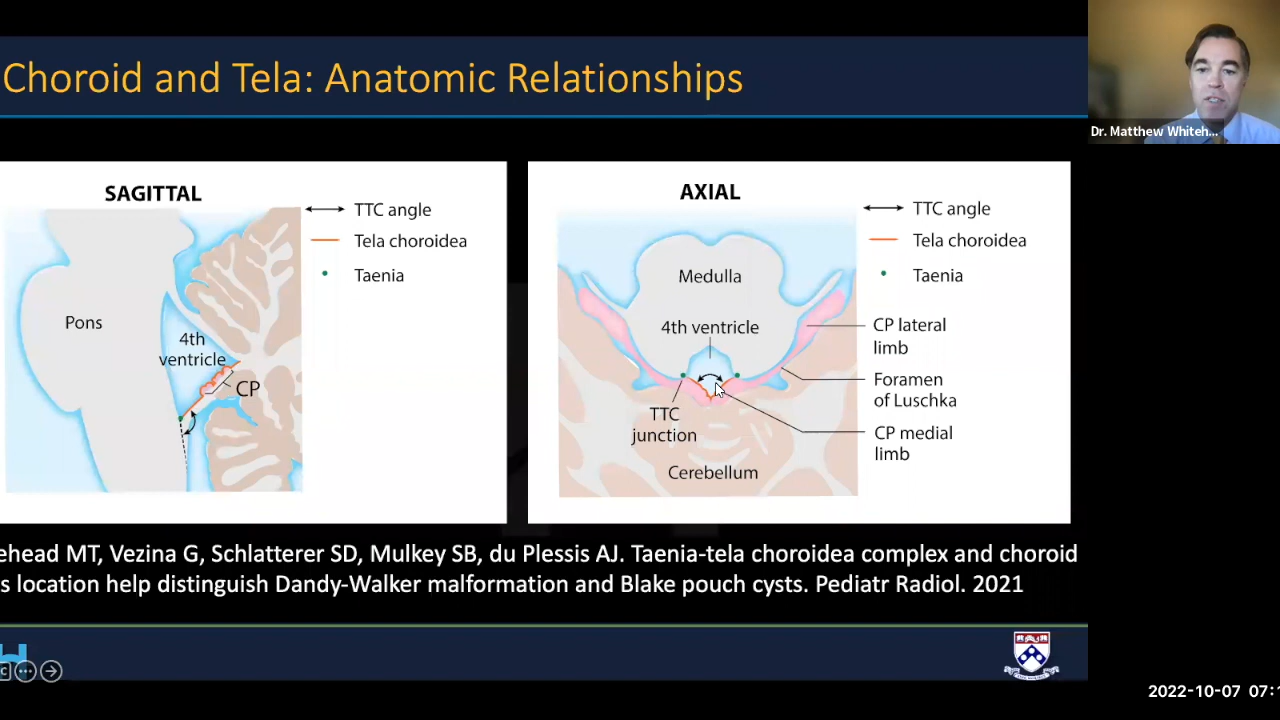 Choroid and Tela: Anatomic Relationships
Dr. Matthew Whiteh...
SAGITTAL
TTC angle
Tela choroidea
Taenia
Pons
4th
ventricle
CP
AXIAL
TTC angle
Tela choroidea
Taenia
Medulla
4th ventricle
CP lateral
limb
Foramen
of Luschka
CP medial
limb
TTC
junction
Cerebellum
ehead MT, Vezina G, Schlatterer SD, Mulkey SB, du Plessis AJ. Taenia-tela choroidea complex and choroid
s location help distinguish Dandy-Walker malformation and Blake pouch cysts. Pediatr Radiol. 2021
2022-10-07 07:1